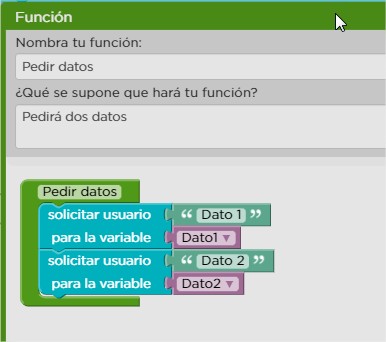 Función
Nombra tu función:
Pedir datos
¿Qué se supone que hará tu función?
Pedirá dos datos
Pedir datos
solicitar usuario “ Dato 1 ”
para la variable Dato1 ▼
solicitar usuario “ Dato 2 ”
para la variable Dato2 ▼